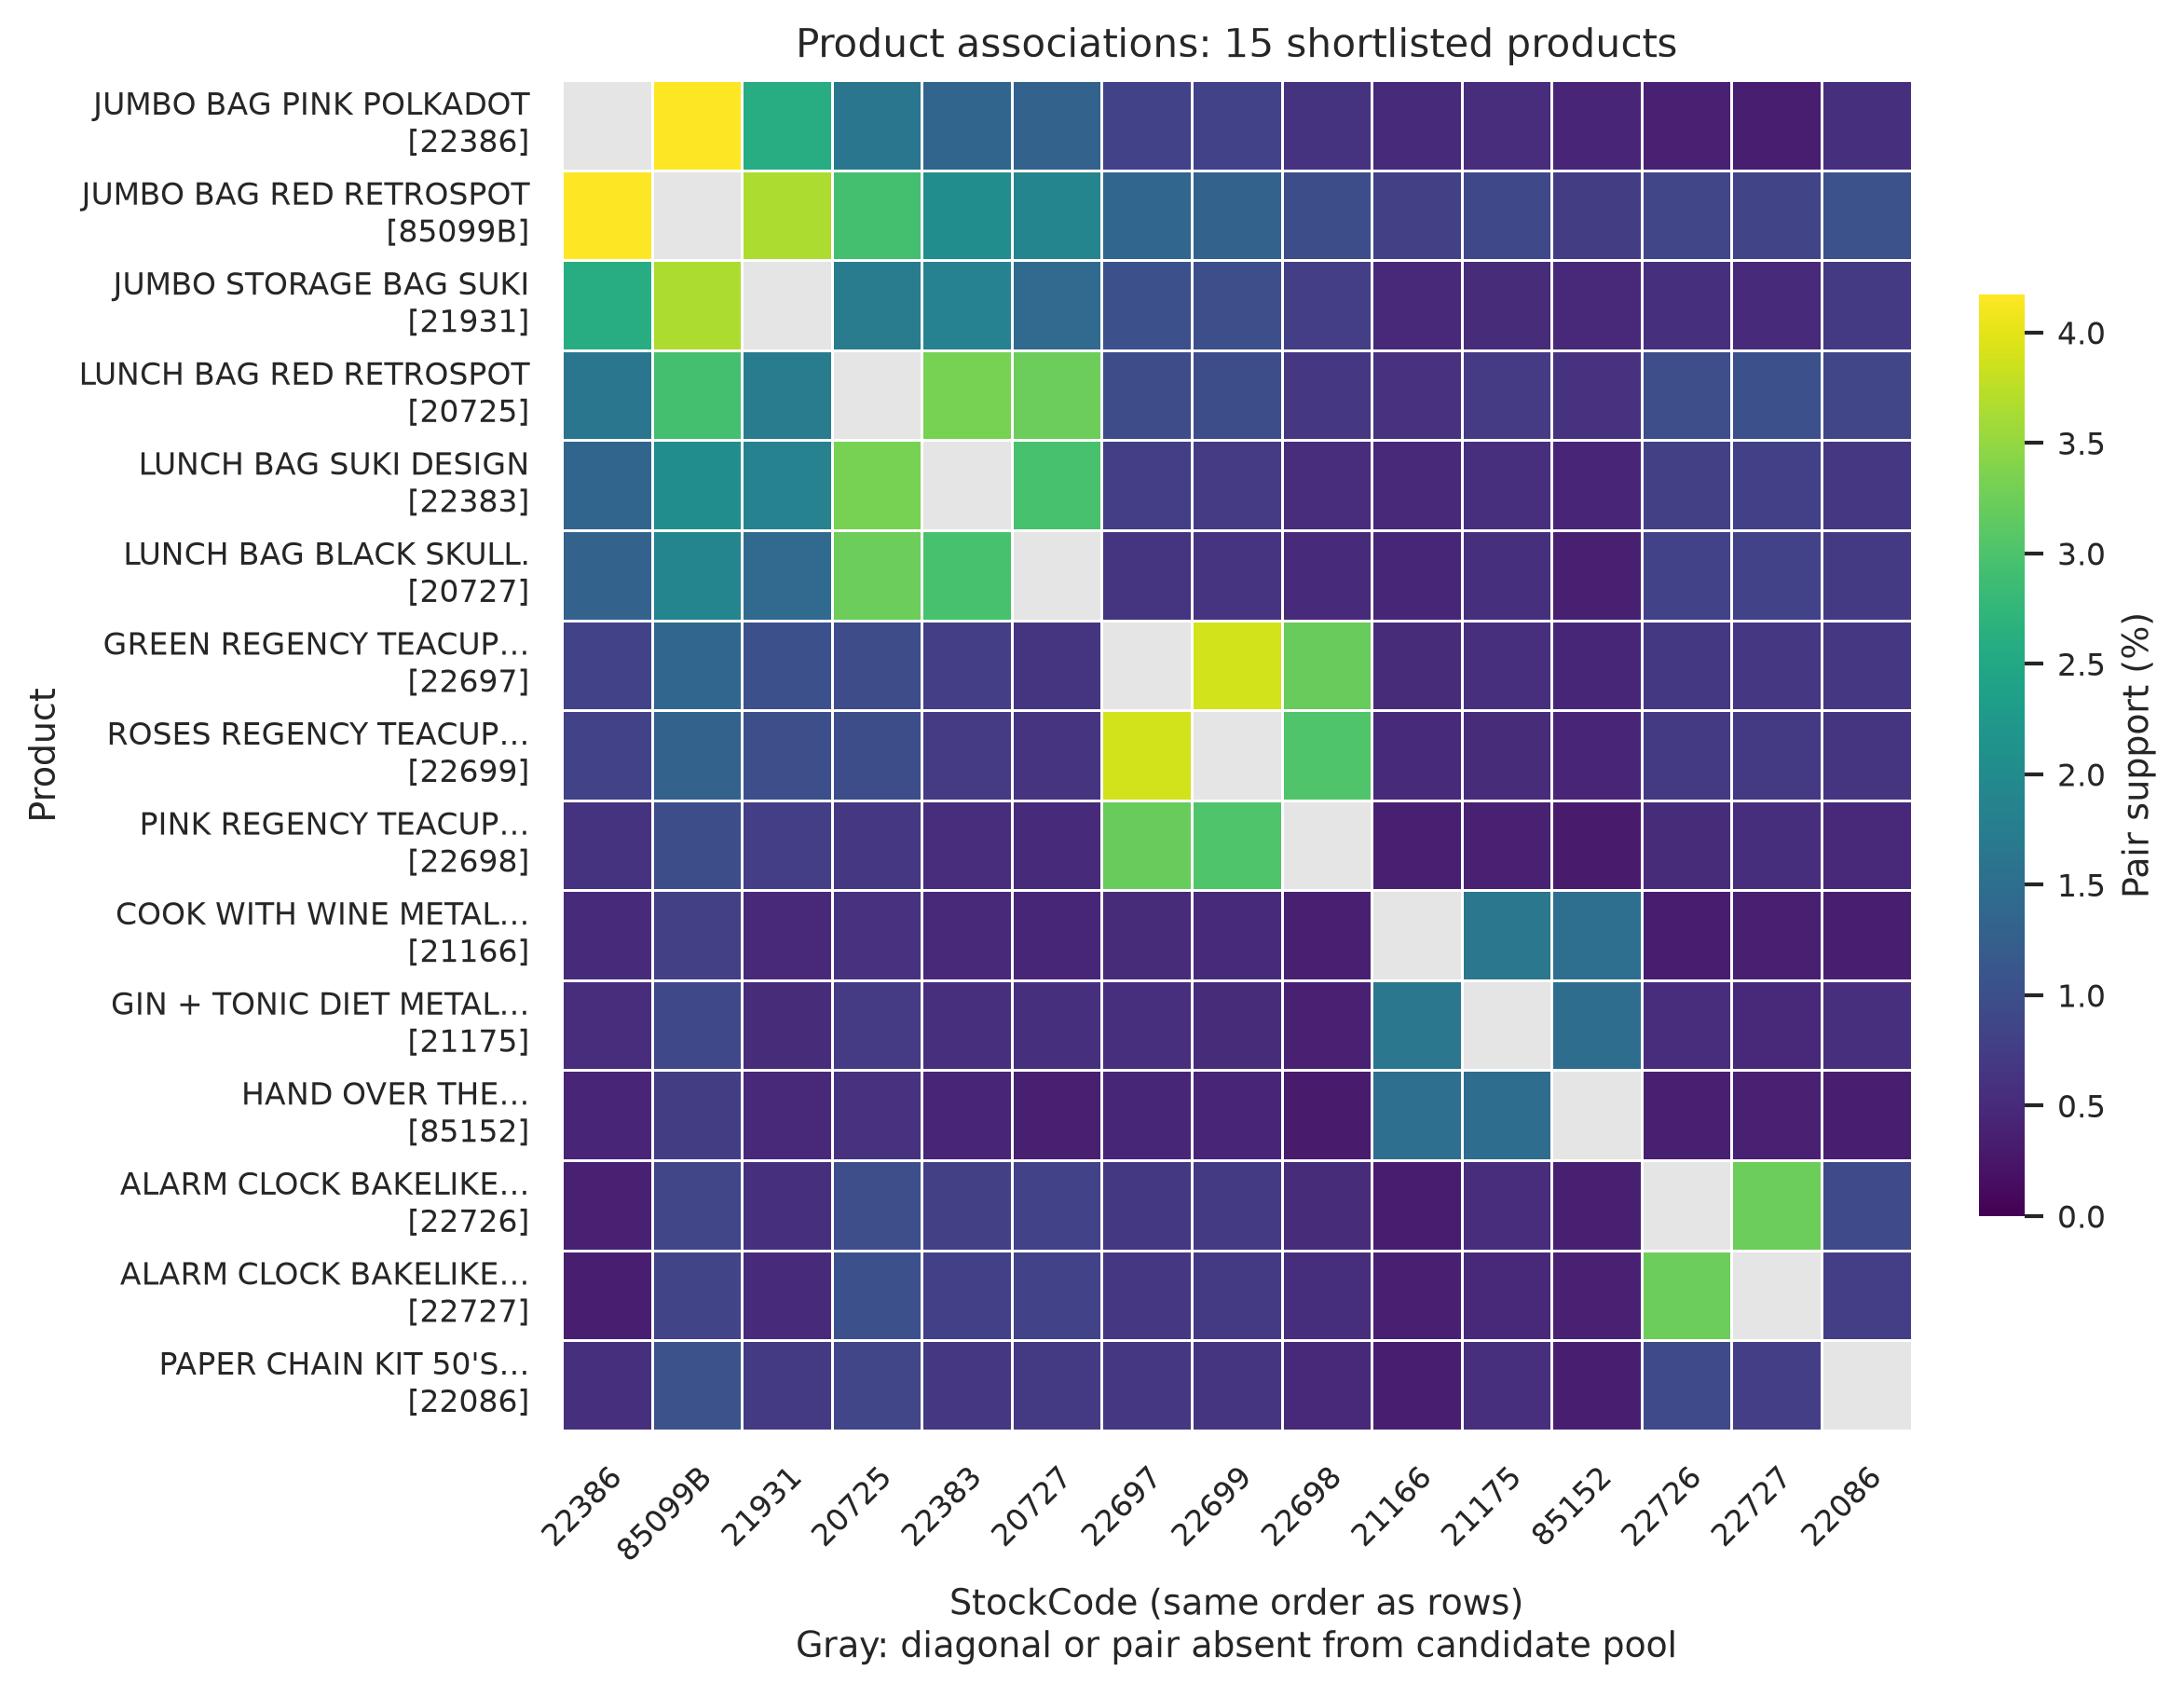 Product associations: 15 shortlisted products
JUMBO BAG PINK POLKADOT
[22386]
JUMBO BAG RED RETROSPOT
[85099B]
JUMBO STORAGE BAG SUKI
[21931]
LUNCH BAG RED RETROSPOT
[20725]
LUNCH BAG SUKI DESIGN
[22383]
LUNCH BAG BLACK SKULL.
[20727]
GREEN REGENCY TEACUP...
[22697]
ROSES REGENCY TEACUP...
[22699]
PINK REGENCY TEACUP...
[22698]
COOK WITH WINE METAL...
[21166]
GIN + TONIC DIET METAL...
[21175]
HAND OVER THE...
[85152]
ALARM CLOCK BAKELIKE...
[22726]
ALARM CLOCK BAKELIKE...
[22727]
PAPER CHAIN KIT 50'S...
[22086]
Product
22386
85099B
21931
20725
22383
20727
22697
22699
22698
21166
21175
85152
22726
22727
22086
StockCode (same order as rows)
Gray: diagonal or pair absent from candidate pool
4.0
3.5
3.0
2.5
2.0
1.5
1.0
0.5
0.0
Pair support (%)